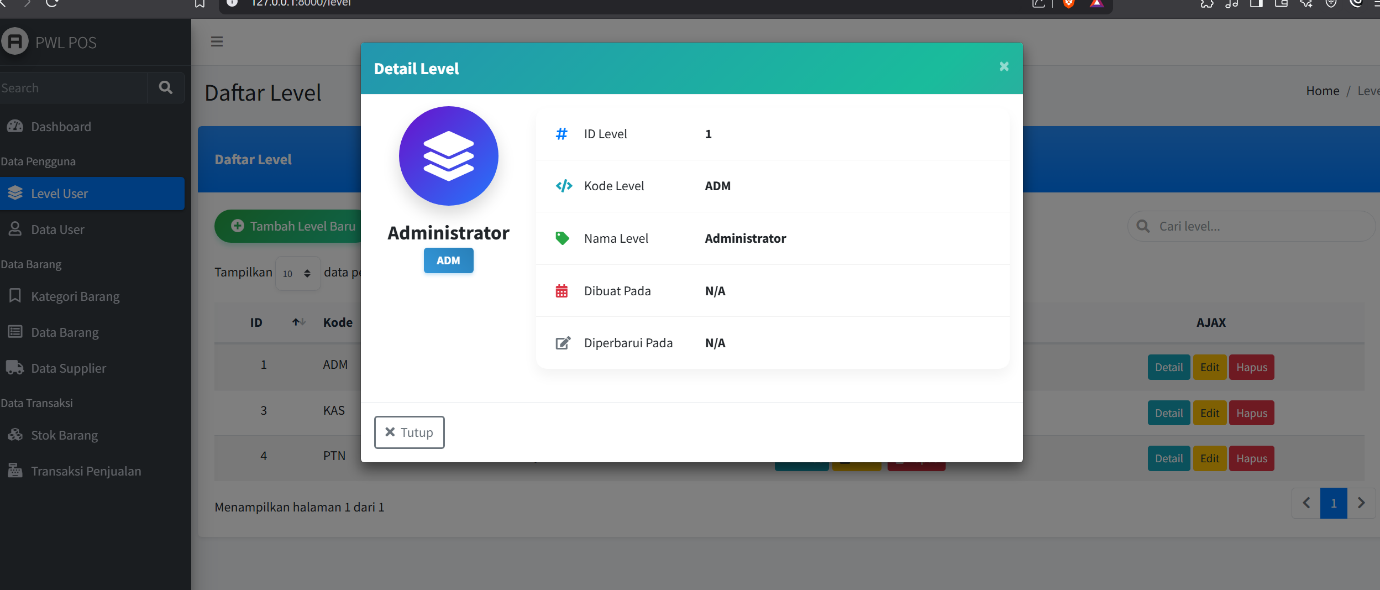 127.0.0.1:8000/level
PWL POS
Search
Dashboard
Data Pengguna
Level User
Data User
Data Barang
Kategori Barang
Data Barang
Data Supplier
Data Transaksi
Stok Barang
Transaksi Penjualan
Daftar Level
Home / Leve
Daftar Level
Tambah Level Baru
Cari level...
Tampilkan 10 data pe
ID Kode AJAX
1 ADM Detail Edit Hapus
3 KAS Detail Edit Hapus
4 PTN Detail Edit Hapus
Menampilkan halaman 1 dari 1
1
Detail Level
×
Administrator
ADM
ID Level 1
Kode Level ADM
Nama Level Administrator
Dibuat Pada N/A
Diperbarui Pada N/A
Tutup